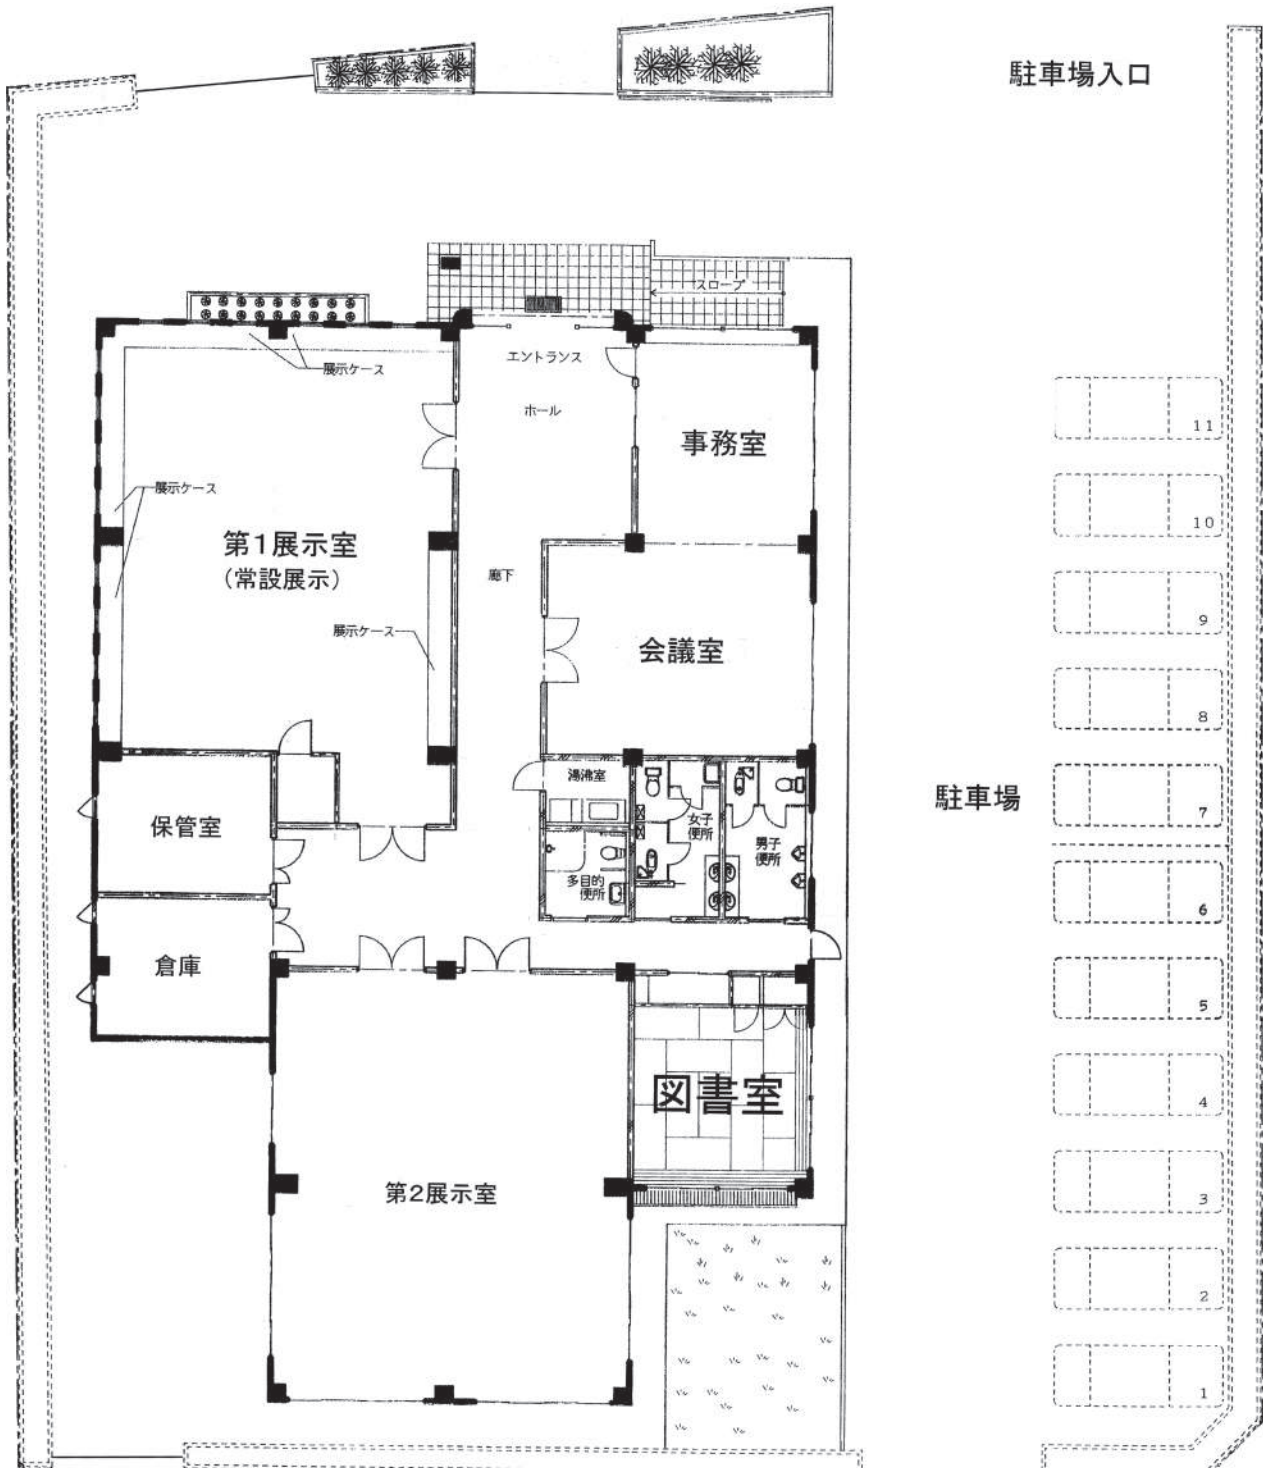 駐車場入口
スロープ
エントランス
展示ケース
ホール
11
事務室
展示ケース
10
第1展示室
(常設展示)
廊下
9
展示ケース
会議室
8
湯沸室
駐車場
7
保管室
女子
便所
男子
便所
多目的
便所
6
倉庫
5
図書室
4
第2展示室
3
2
1